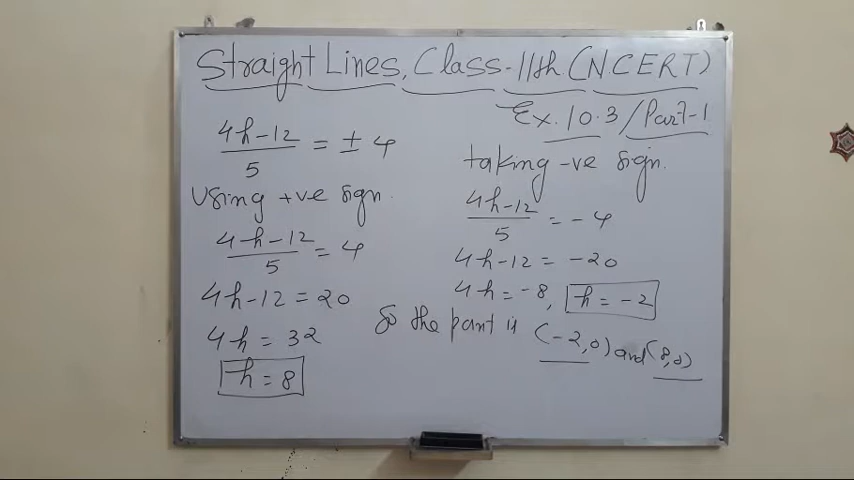 Straight Lines, Class-11th (NCERT)
Ex. 10.3/Part-1
4h-12/5 = ± 4
Using +ve sign.
4h-12/5 = 4
4h-12 = 20
4h = 32
h = 8
taking -ve sign.
4h-12/5 = -4
4h-12 = -20
4h = -8, h = -2
So the point is (-2,0) and (8,0)